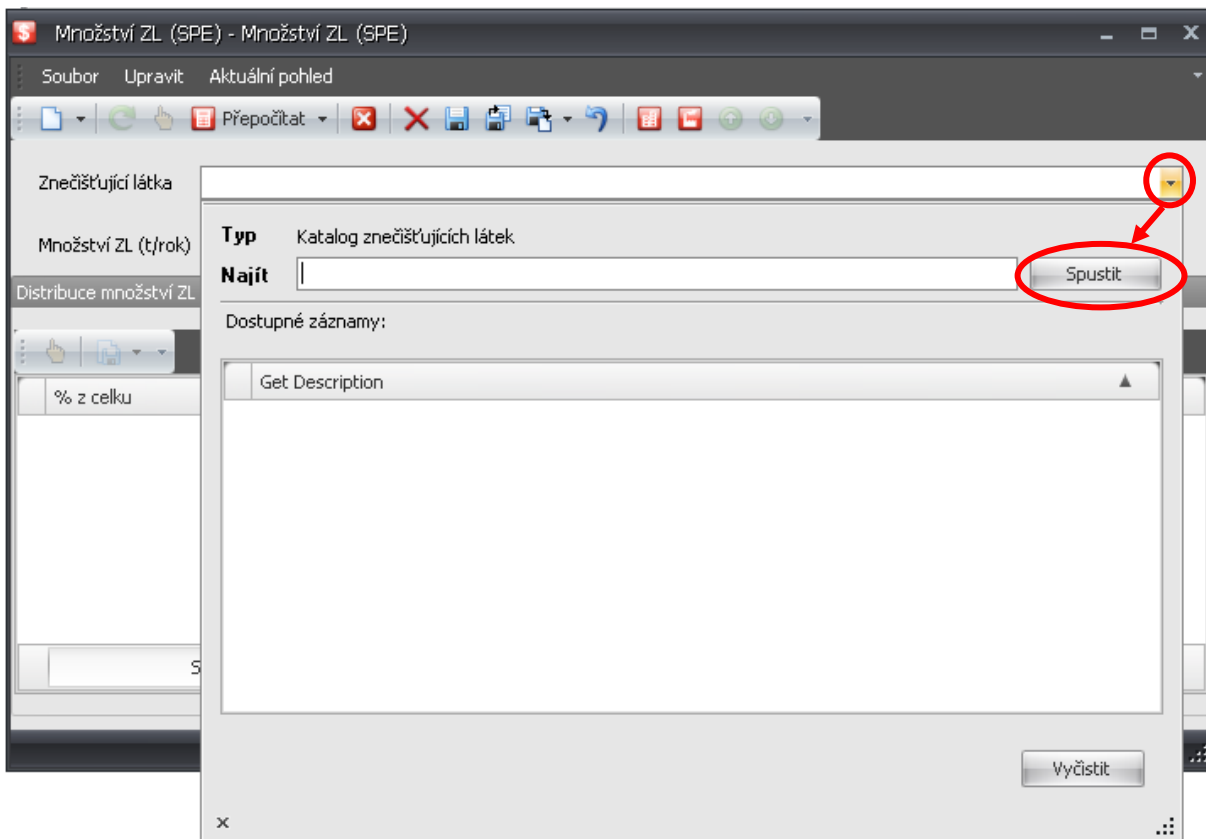 Množství ZL (SPE) - Množství ZL (SPE)
Soubor Upravit Aktuální pohled
Přepočítat
Znečišťující látka
Typ Katalog znečišťujících látek
Množství ZL (t/rok)
Najít Spustit
Distribuce množství ZL
Dostupné záznamy:
Get Description
% z celku
S
Vyčistit